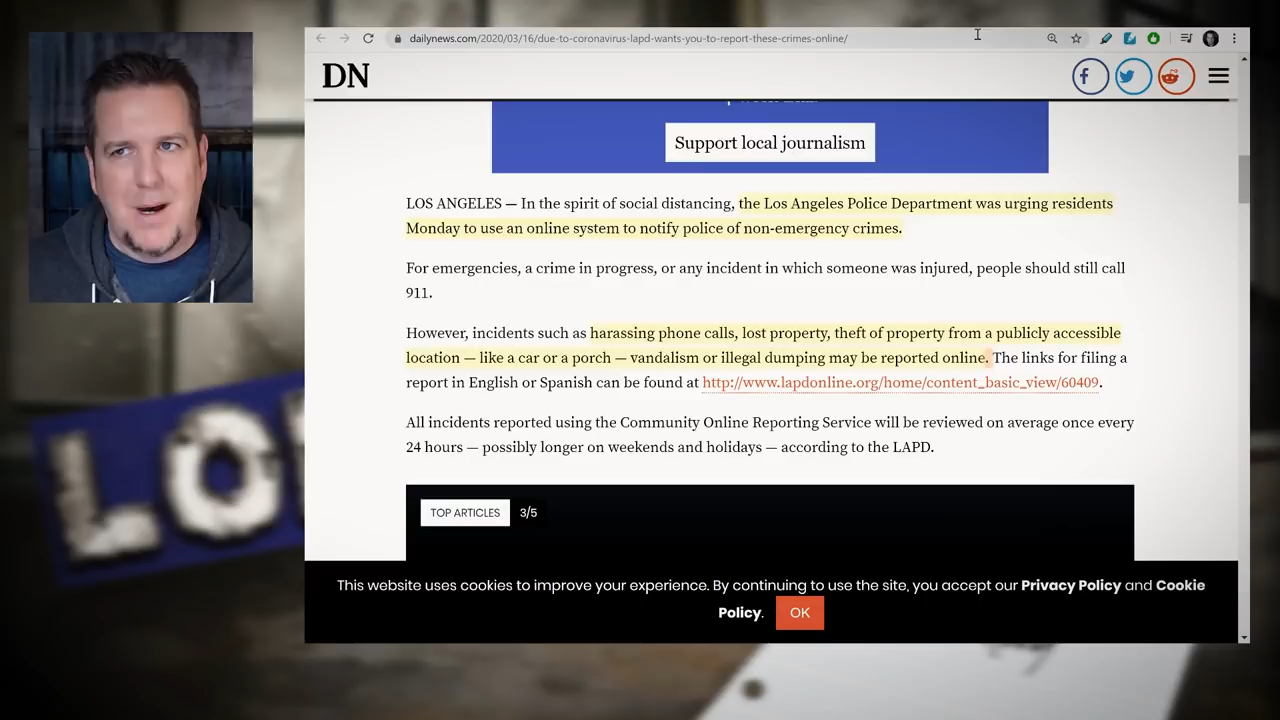 dailynews.com/2020/03/16/due-to-coronavirus-lapd-wants-you-to-report-these-crimes-online/
DN
Support local journalism
LOS ANGELES — In the spirit of social distancing, the Los Angeles Police Department was urging residents
Monday to use an online system to notify police of non-emergency crimes.
For emergencies, a crime in progress, or any incident in which someone was injured, people should still call
911.
However, incidents such as harassing phone calls, lost property, theft of property from a publicly accessible
location — like a car or a porch — vandalism or illegal dumping may be reported online. The links for filing a
report in English or Spanish can be found at http://www.lapdonline.org/home/content_basic_view/60409.
All incidents reported using the Community Online Reporting Service will be reviewed on average once every
24 hours — possibly longer on weekends and holidays — according to the LAPD.
TOP ARTICLES 3/5
This website uses cookies to improve your experience. By continuing to use the site, you accept our Privacy Policy and Cookie
Policy. OK
LO